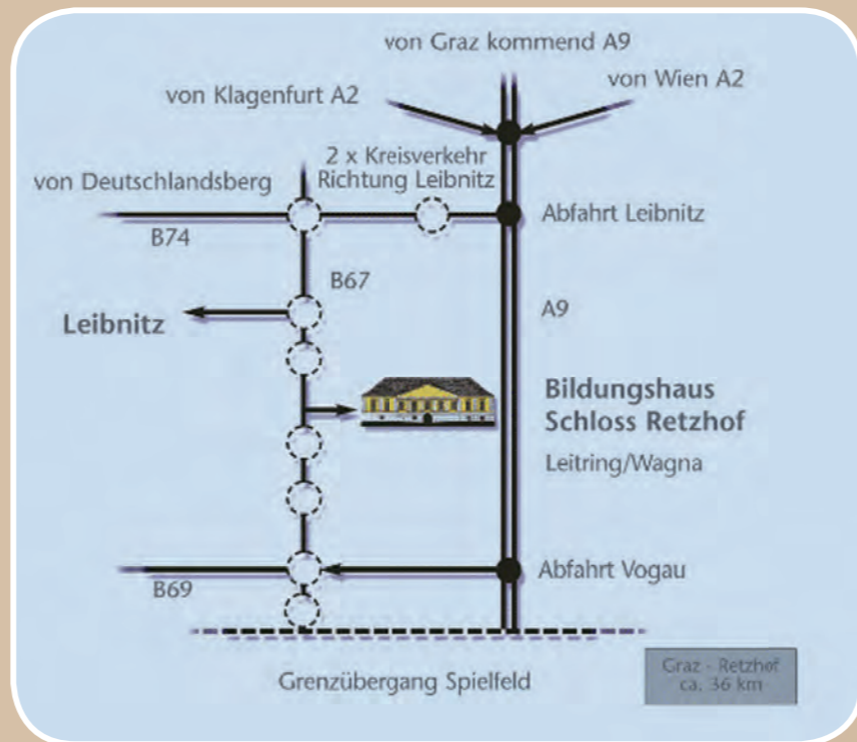 von Graz kommend A9
von Wien A2
von Klagenfurt A2
2 x Kreisverkehr
Richtung Leibnitz
von Deutschlandsberg
Abfahrt Leibnitz
B74
B67
A9
Leibnitz
Bildungshaus
Schloss Retzhof
Leitring/Wagna
Abfahrt Vogau
B69
Grenzübergang Spielfeld
Graz - Retzhof
ca. 36 km